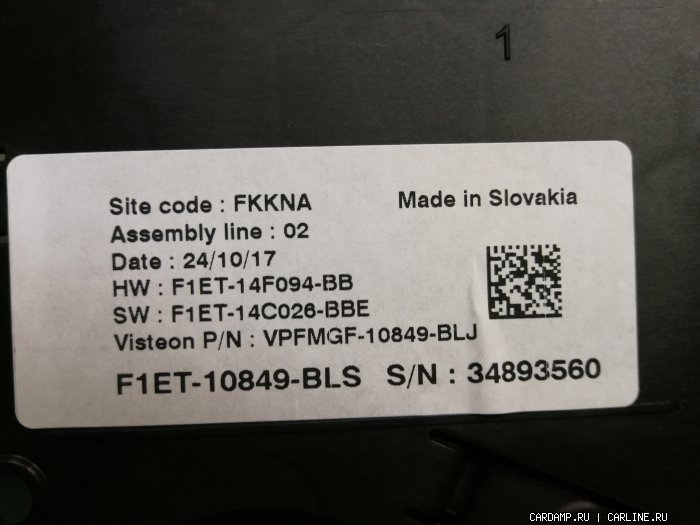 1
Site code : FKKNA Made in Slovakia
Assembly line : 02
Date : 24/10/17
HW : F1ET-14F094-BB
SW : F1ET-14C026-BBE
Visteon P/N : VPFMGF-10849-BLJ
F1ET-10849-BLS S/N : 34893560
CARDAMP.RU | CARLINE.RU